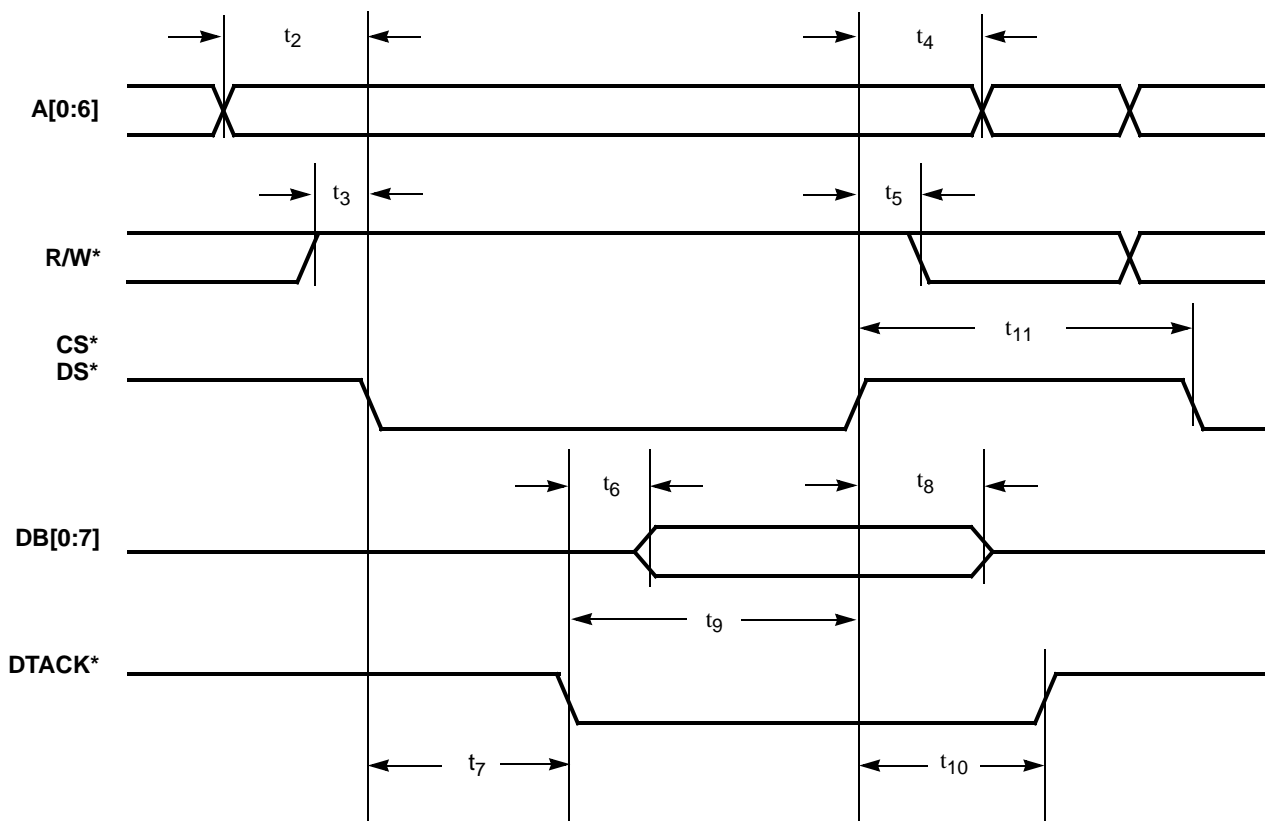 t2
t4
A[0:6]
t3
t5
R/W*
t11
CS*
DS*
t6
t8
DB[0:7]
t9
DTACK*
t7
t10